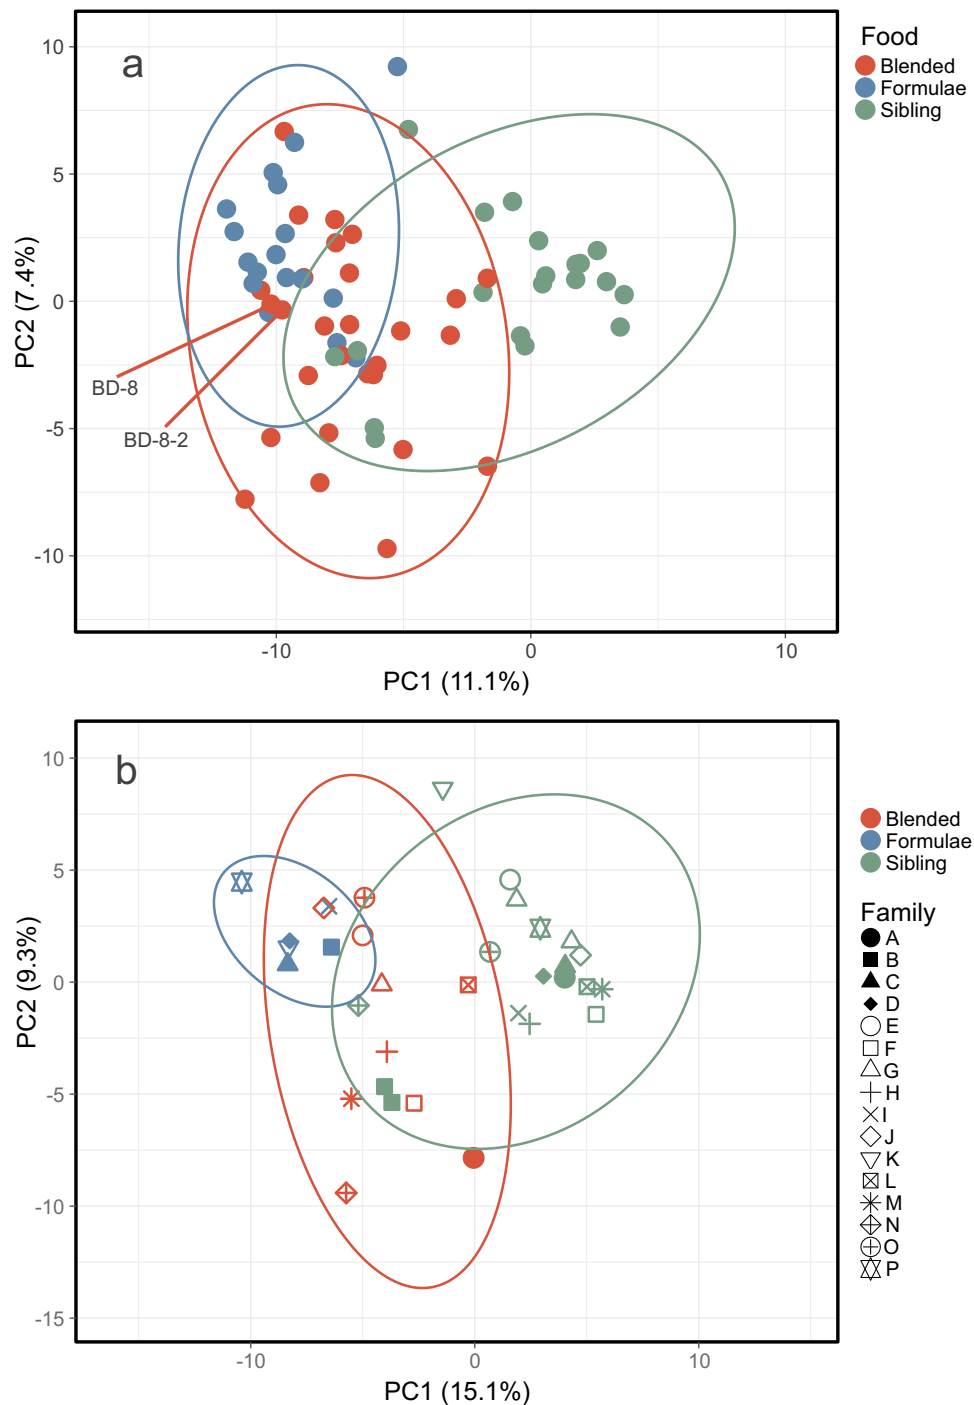 a
10
5
0
-5
-10
PC2 (7.4%)
BD-8
BD-8-2
-10
0
10
PC1 (11.1%)
Food
Blended
Formulae
Sibling
b
10
5
0
-5
-10
-15
PC2 (9.3%)
-10
0
10
PC1 (15.1%)
Blended
Formulae
Sibling
Family
A
B
C
D
E
F
G
H
I
J
K
L
M
N
O
P